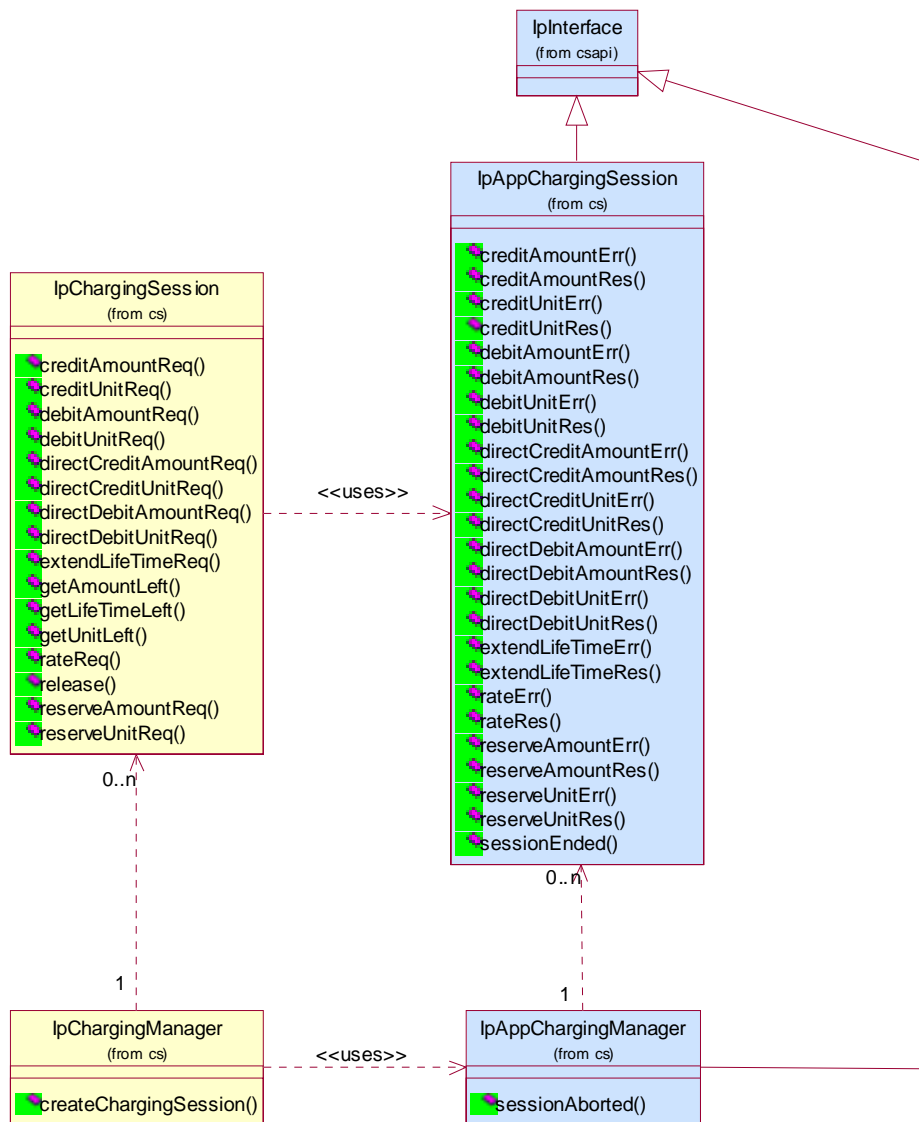 IpInterface
(from csapi)
IpAppChargingSession
(from cs)
creditAmountErr()
creditAmountRes()
creditUnitErr()
creditUnitRes()
debitAmountErr()
debitAmountRes()
debitUnitErr()
debitUnitRes()
directCreditAmountErr()
directCreditAmountRes()
directCreditUnitErr()
directCreditUnitRes()
directDebitAmountErr()
directDebitAmountRes()
directDebitUnitErr()
directDebitUnitRes()
extendLifeTimeErr()
extendLifeTimeRes()
rateErr()
rateRes()
reserveAmountErr()
reserveAmountRes()
reserveUnitErr()
reserveUnitRes()
sessionEnded()
IpChargingSession
(from cs)
creditAmountReq()
creditUnitReq()
debitAmountReq()
debitUnitReq()
directCreditAmountReq()
directCreditUnitReq()
directDebitAmountReq()
directDebitUnitReq()
extendLifeTimeReq()
getAmountLeft()
getLifeTimeLeft()
getUnitLeft()
rateReq()
release()
reserveAmountReq()
reserveUnitReq()
<<uses>>
0..n
0..n
1
1
IpChargingManager
(from cs)
createChargingSession()
<<uses>>
IpAppChargingManager
(from cs)
sessionAborted()